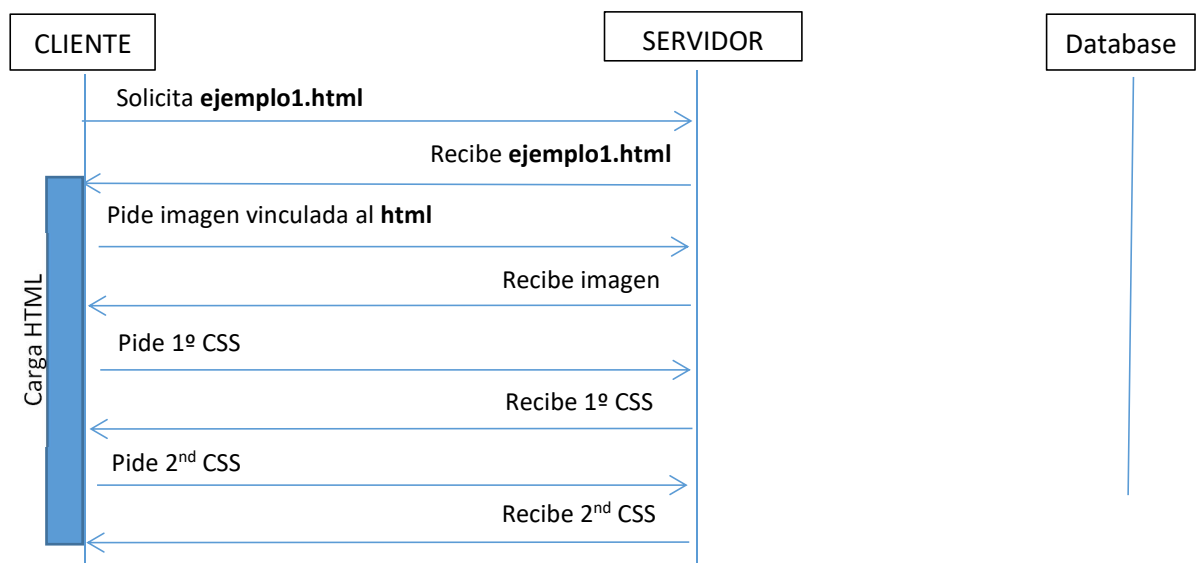 CLIENTE
SERVIDOR
Database
Solicita ejemplo1.html
Recibe ejemplo1.html
Pide imagen vinculada al html
Recibe imagen
Carga HTML
Pide 1º CSS
Recibe 1º CSS
Pide 2nd CSS
Recibe 2nd CSS